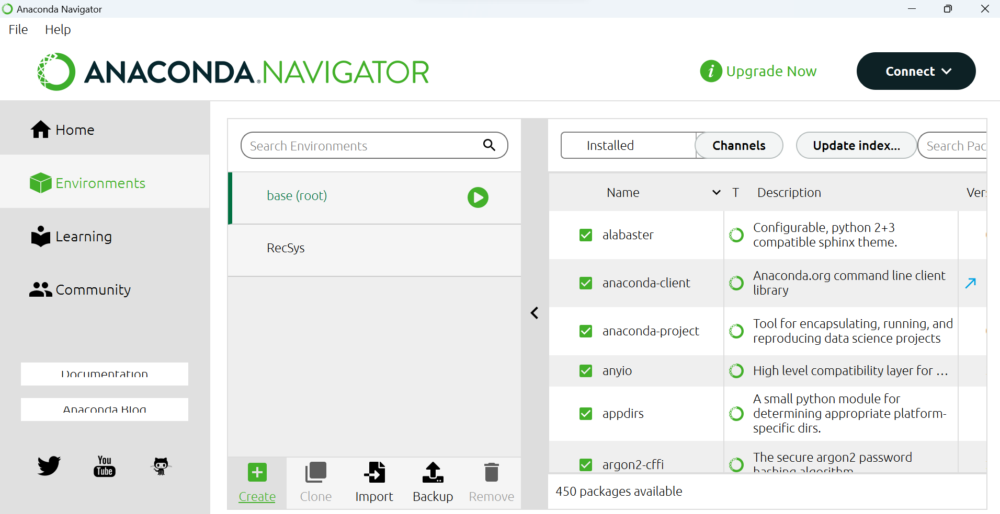 Anaconda Navigator
File Help
ANACONDA.NAVIGATOR
i Upgrade Now
Connect
Home
Environments
Learning
Community
Documentation
Anaconda Blog
You
Tube
Search Environments
base (root)
RecSys
Create Clone Import Backup Remove
Installed Channels Update index... Search Pac
Name T Description Ver
alabaster Configurable, python 2+3
compatible sphinx theme.
anaconda-client Anaconda.org command line client
library
anaconda-project Tool for encapsulating, running, and
reproducing data science projects
anyio High level compatibility layer for ...
appdirs A small python module for
determining appropriate platform-
specific dirs.
argon2-cffi The secure argon2 password
hashing algorithm
450 packages available